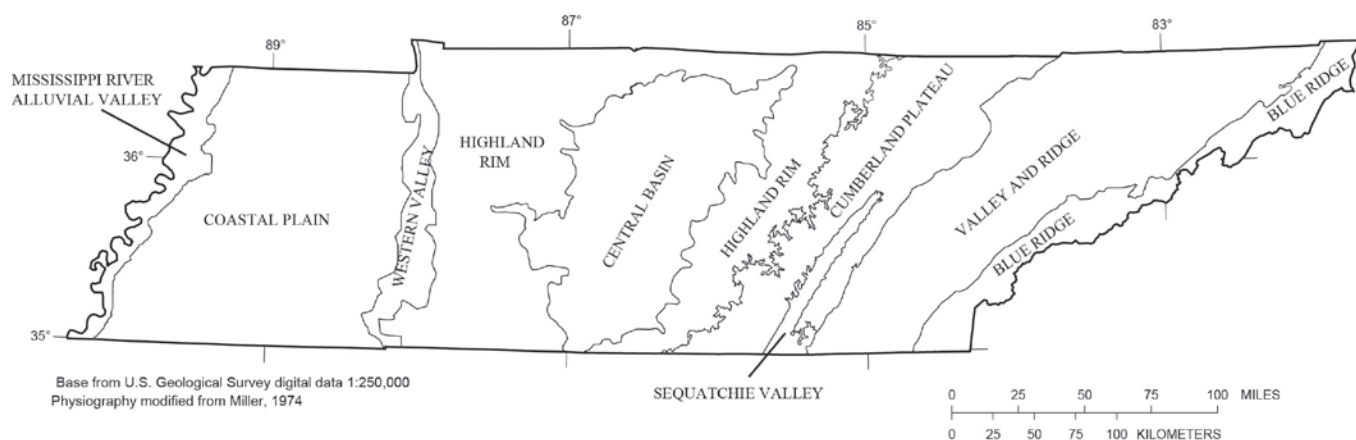 87°
85°
83°
89°
MISSISSIPPI RIVER
ALLUVIAL VALLEY
36°
COASTAL PLAIN
WESTERN VALLEY
HIGHLAND
RIM
CENTRAL BASIN
HIGHLAND RIM
CUMBERLAND PLATEAU
VALLEY AND RIDGE
BLUE RIDGE
BLUE RIDGE
35°
SEQUATCHIE VALLEY
Base from U.S. Geological Survey digital data 1:250,000
Physiography modified from Miller, 1974
0 25 50 75 100 MILES
0 25 50 75 100 KILOMETERS